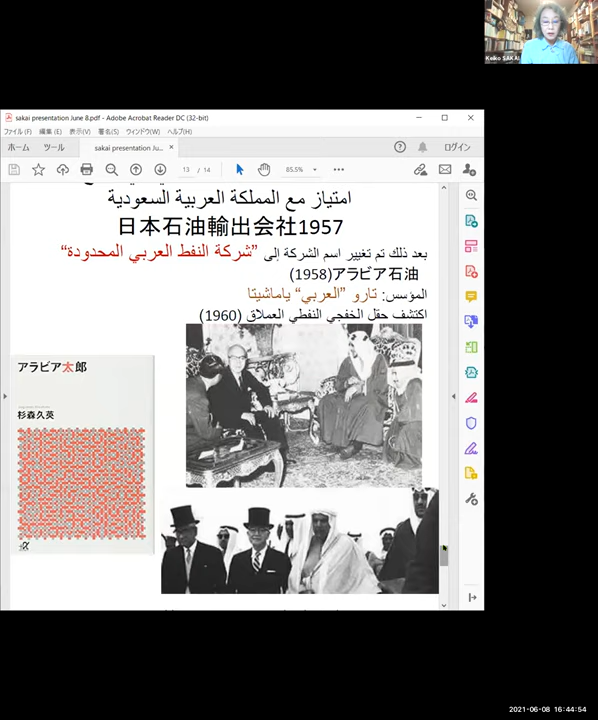 Keiko SAKAI
sakai presentation June 8.pdf - Adobe Acrobat Reader DC (32-bit)
ファイル(F) 編集(E) 表示(V) 署名(S) ウィンドウ(W) ヘルプ(H)
ホーム ツール sakai presentation Ju... × ログイン
13 / 14 85.5%
امتياز مع المملكة العربية السعودية
日本石油輸出会社1957
بعد ذلك تم تغيير اسم الشركة إلى ”شركة النفط العربي المحدودة“
アラビア石油(1958)
المؤسس: تارو ”العربي“ ياماشيتا
اكتشف حقل الخفجي النفطي العملاق (1960)
アラビア太郎
杉森久英
+α
2021-06-08 16:44:54